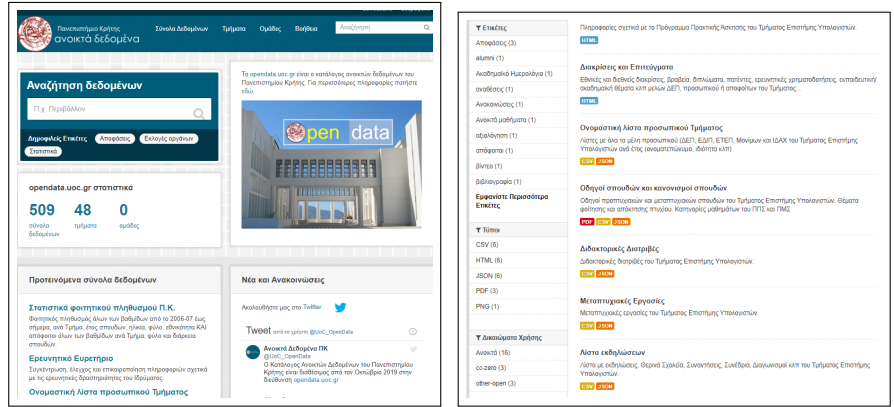 Πανεπιστήμιο Κρήτης
ανοικτά δεδομένα
Σύνολα Δεδομένων Τμήματα Ομάδες Βοήθεια Αναζήτηση
Αναζήτηση δεδομένων
Π.χ. Περιβάλλον
Δημοφιλείς Ετικέτες Αποφάσεις Εκλογές οργάνων
Στατιστικά
Το opendata.uoc.gr είναι ο κατάλογος ανοικτών δεδομένων του
Πανεπιστημίου Κρήτης. Για περισσότερες πληροφορίες πατήστε
εδώ.
Open data
opendata.uoc.gr στατιστικά
509 48 0
σύνολα δεδομένων τμήματα ομάδες
Προτεινόμενα σύνολα δεδομένων
Στατιστικά φοιτητικού πληθυσμού Π.Κ.
Φοιτητικός πληθυσμός όλων των βαθμίδων από το 2006-07 έως
σήμερα, ανά Τμήμα, έτος σπουδών, ηλικία, φύλο, εθνικότητα ΚΑΙ
απόφοιτοι όλων των βαθμίδων ανά Τμήμα, φύλο και διάρκεια
σπουδών.
Ερευνητικό Ευρετήριο
Συγκέντρωση, έλεγχος και επικαιροποίηση πληροφοριών σχετικά
με τις ερευνητικές δραστηριότητες του Ιδρύματος.
Ονομαστική λίστα προσωπικού Τμήματος
Νέα και Ανακοινώσεις
Ακολουθήστε μας στο Twitter
Tweet από το χρήστη @UoC_OpenData
Ανοικτά Δεδομένα ΠΚ
@UoC_OpenData
Ο Κατάλογος Ανοικτών Δεδομένων του Πανεπιστημίου
Κρήτης είναι διαθέσιμος από τον Οκτώβριο 2019 στην
διεύθυνση opendata.uoc.gr
Ετικέτες
Αποφάσεις (3)
alumni (1)
Ακαδημαϊκό Ημερολόγιο (1)
αναθέσεις (1)
Ανακοινώσεις (1)
Ανοικτά μαθήματα (1)
αξιολόγηση (1)
απόφοιτοι (1)
βίντεο (1)
βιβλιογραφία (1)
Εμφανίστε Περισσότερα
Ετικέτες
Τύποι
CSV (6)
HTML (6)
JSON (6)
PDF (3)
PNG (1)
Δικαιώματα Χρήσης
Ανοικτά (16)
cc-zero (3)
other-open (3)
Πληροφορίες σχετικά με το Πρόγραμμα Πρακτικής Άσκησης του Τμήματος Επιστήμης Υπολογιστών.
HTML
Διακρίσεις και Επιτεύγματα
Εθνικές και διεθνείς διακρίσεις, βραβεία, διπλώματα, πατέντες, ερευνητικές χρηματοδοτήσεις, εκπαιδευτική/
ακαδημαϊκή θέματα κλπ μελών ΔΕΠ, προσωπικού ή αποφοίτων του Τμήματος...
HTML
Ονομαστική λίστα προσωπικού Τμήματος
Λίστες με όλα τα μέλη προσωπικού (ΔΕΠ, ΕΔΙΠ, ΕΤΕΠ, Μονίμων και ΙΔΑΧ του Τμήματος Επιστήμης
Υπολογιστών ανά έτος (ονοματεπώνυμο, ιδιότητα κλπ)
CSV JSON
Οδηγοί σπουδών και κανονισμοί σπουδών
Οδηγοί προπτυχιακών και μεταπτυχιακών σπουδών του Τμήματος Επιστήμης Υπολογιστών. Θέματα
φοίτησης και απόκτησης πτυχίου. Κατηγορίες μαθημάτων του ΠΠΣ και ΠΜΣ
PDF CSV JSON
Διδακτορικές Διατριβές
Διδακτορικές διατριβές του Τμήματος Επιστήμης Υπολογιστών.
CSV JSON
Μεταπτυχιακές Εργασίες
Μεταπτυχιακές εργασίες του Τμήματος Επιστήμης Υπολογιστών.
CSV JSON
Λίστα εκδηλώσεων
Λίστα με εκδηλώσεις, Θερινά Σχολεία, Συναντήσεις, Συνέδρια, Διαγωνισμοί κλπ του Τμήματος Επιστήμης
Υπολογιστών.
CSV JSON